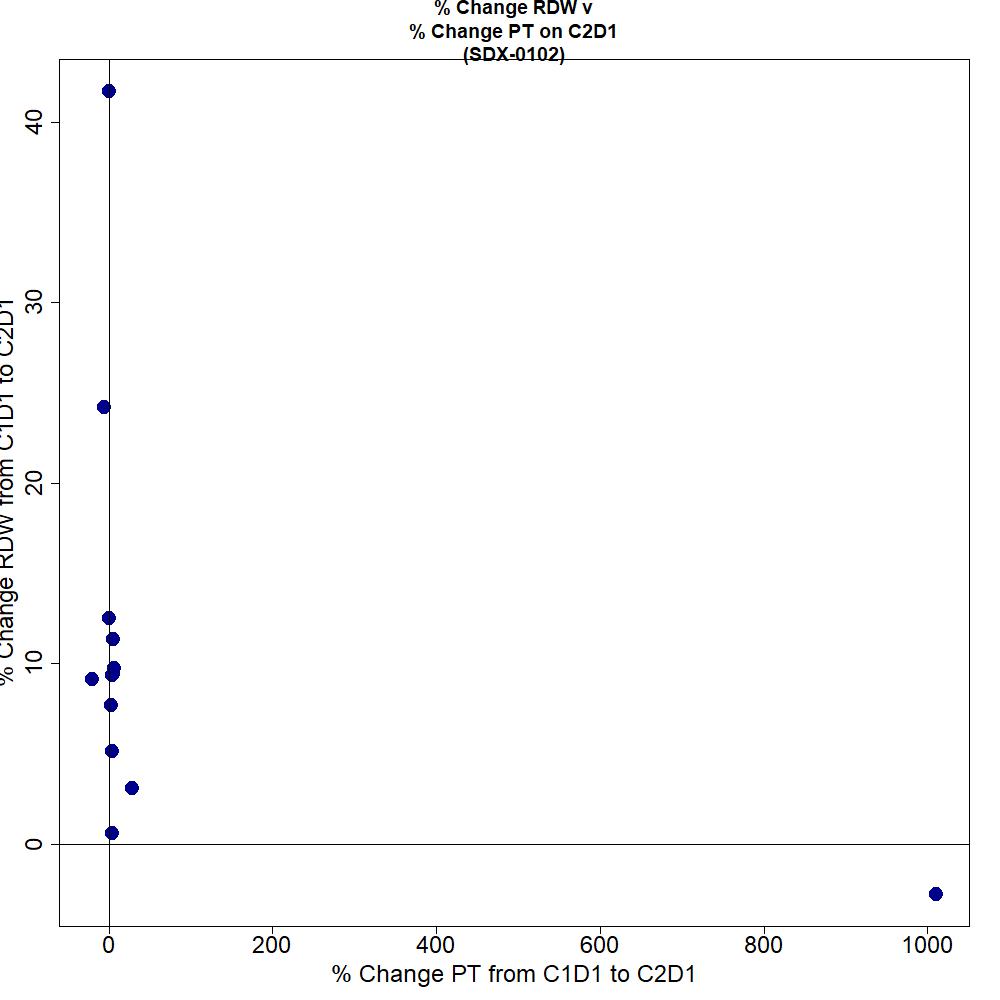 % Change RDW v
% Change PT on C2D1
(SDX-0102)
% Change RDW from C1D1 to C2D1
40
30
20
10
0
0 200 400 600 800 1000
% Change PT from C1D1 to C2D1